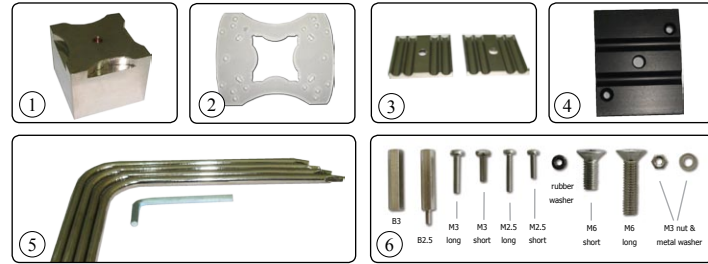 1
2
3
4
5
6
B3
B2.5
M3
long
M3
short
M2.5
long
M2.5
short
rubber
washer
M6
short
M6
long
M3 nut &
metal washer